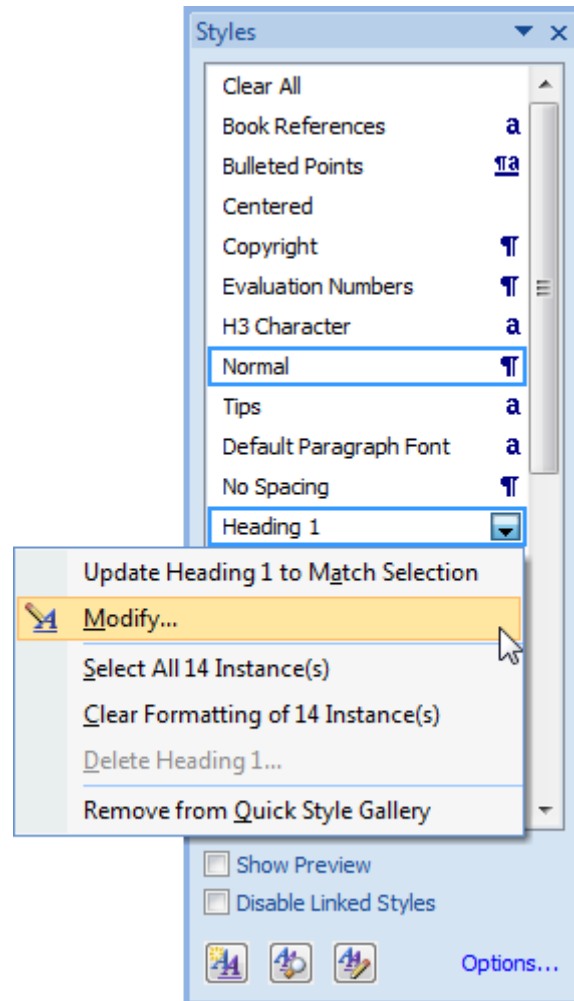 Styles
Clear All
Book References a
Bulleted Points ¶a
Centered
Copyright ¶
Evaluation Numbers ¶
H3 Character a
Normal ¶
Tips a
Default Paragraph Font a
No Spacing ¶
Heading 1
Update Heading 1 to Match Selection
Modify...
Select All 14 Instance(s)
Clear Formatting of 14 Instance(s)
Delete Heading 1...
Remove from Quick Style Gallery
Show Preview
Disable Linked Styles
Options...